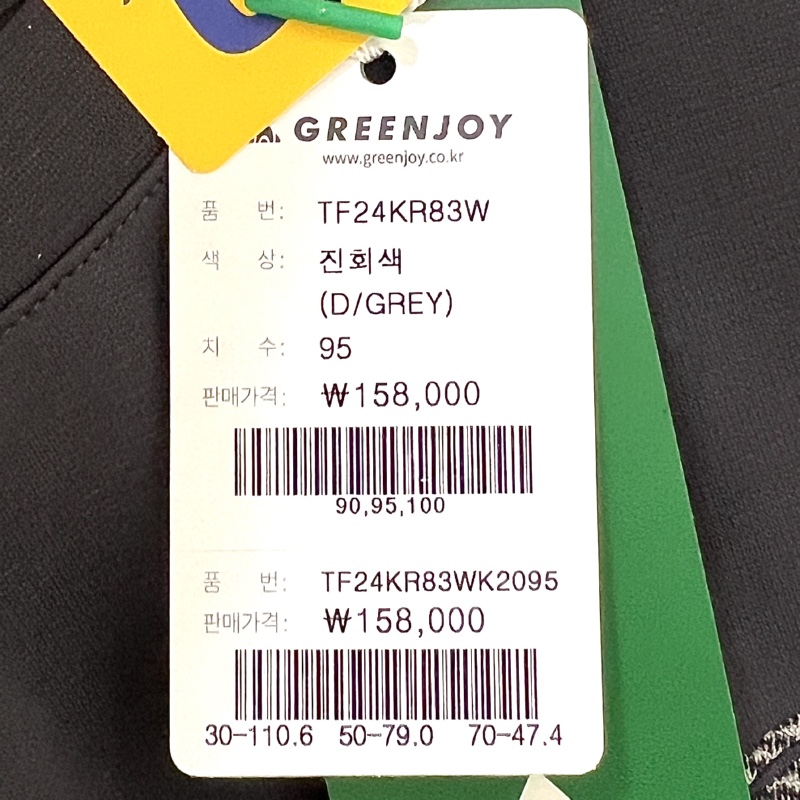 GREENJOY
www.greenjoy.co.kr
품 번: TF24KR83W
색 상: 진회색
(D/GREY)
치 수: 95
판매가격: ₩158,000
90,95,100
품 번: TF24KR83WK2095
판매가격: ₩158,000
30-110.6 50-79.0 70-47.4